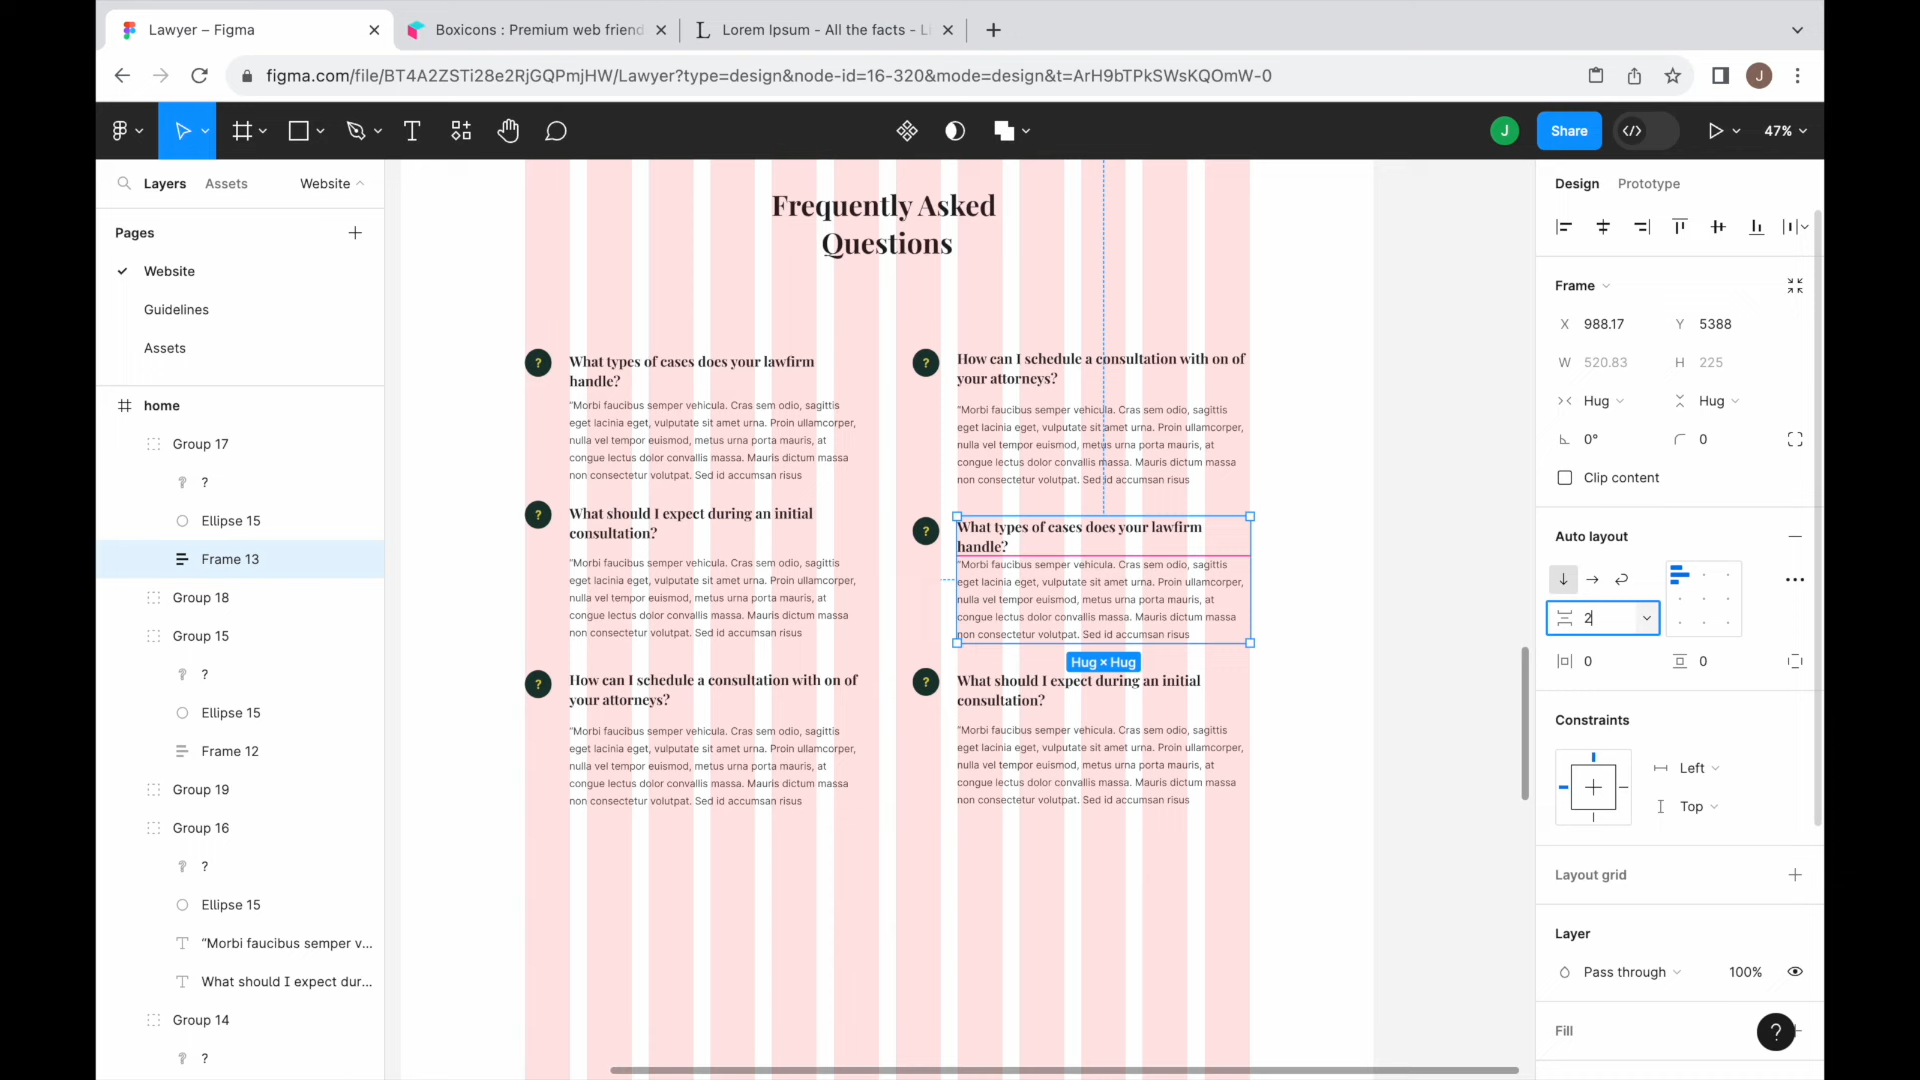 Lawyer – Figma
Boxicons : Premium web friend
Lorem Ipsum - All the facts - Li
figma.com/file/BT4A2ZSTi28e2RjGQPmjHW/Lawyer?type=design&node-id=16-320&mode=design&t=ArH9bTPkSWsKQOmW-0
J
J
Share
47%
Layers
Assets
Website
Pages
Website
Guidelines
Assets
home
Group 17
?
Ellipse 15
Frame 13
Group 18
Group 15
?
Ellipse 15
Frame 12
Group 19
Group 16
?
Ellipse 15
“Morbi faucibus semper v...
What should I expect dur...
Group 14
?
Frequently Asked
Questions
?
What types of cases does your lawfirm
handle?
“Morbi faucibus semper vehicula. Cras sem odio, sagittis
eget lacinia eget, vulputate sit amet urna. Proin ullamcorper,
nulla vel tempor euismod, metus urna porta mauris, at
congue lectus dolor convallis massa. Mauris dictum massa
non consectetur volutpat. Sed id accumsan risus
?
What should I expect during an initial
consultation?
“Morbi faucibus semper vehicula. Cras sem odio, sagittis
eget lacinia eget, vulputate sit amet urna. Proin ullamcorper,
nulla vel tempor euismod, metus urna porta mauris, at
congue lectus dolor convallis massa. Mauris dictum massa
non consectetur volutpat. Sed id accumsan risus
?
How can I schedule a consultation with on of
your attorneys?
“Morbi faucibus semper vehicula. Cras sem odio, sagittis
eget lacinia eget, vulputate sit amet urna. Proin ullamcorper,
nulla vel tempor euismod, metus urna porta mauris, at
congue lectus dolor convallis massa. Mauris dictum massa
non consectetur volutpat. Sed id accumsan risus
?
How can I schedule a consultation with on of
your attorneys?
“Morbi faucibus semper vehicula. Cras sem odio, sagittis
eget lacinia eget, vulputate sit amet urna. Proin ullamcorper,
nulla vel tempor euismod, metus urna porta mauris, at
congue lectus dolor convallis massa. Mauris dictum massa
non consectetur volutpat. Sed id accumsan risus
?
What types of cases does your lawfirm
handle?
“Morbi faucibus semper vehicula. Cras sem odio, sagittis
eget lacinia eget, vulputate sit amet urna. Proin ullamcorper,
nulla vel tempor euismod, metus urna porta mauris, at
congue lectus dolor convallis massa. Mauris dictum massa
non consectetur volutpat. Sed id accumsan risus
Hug × Hug
?
What should I expect during an initial
consultation?
“Morbi faucibus semper vehicula. Cras sem odio, sagittis
eget lacinia eget, vulputate sit amet urna. Proin ullamcorper,
nulla vel tempor euismod, metus urna porta mauris, at
congue lectus dolor convallis massa. Mauris dictum massa
non consectetur volutpat. Sed id accumsan risus
Design
Prototype
Frame
X 988.17 Y 5388
W 520.83 H 225
Hug Hug
0° 0
Clip content
Auto layout
2
0 0
Constraints
Left
Top
Layout grid
Layer
Pass through 100%
Fill
?